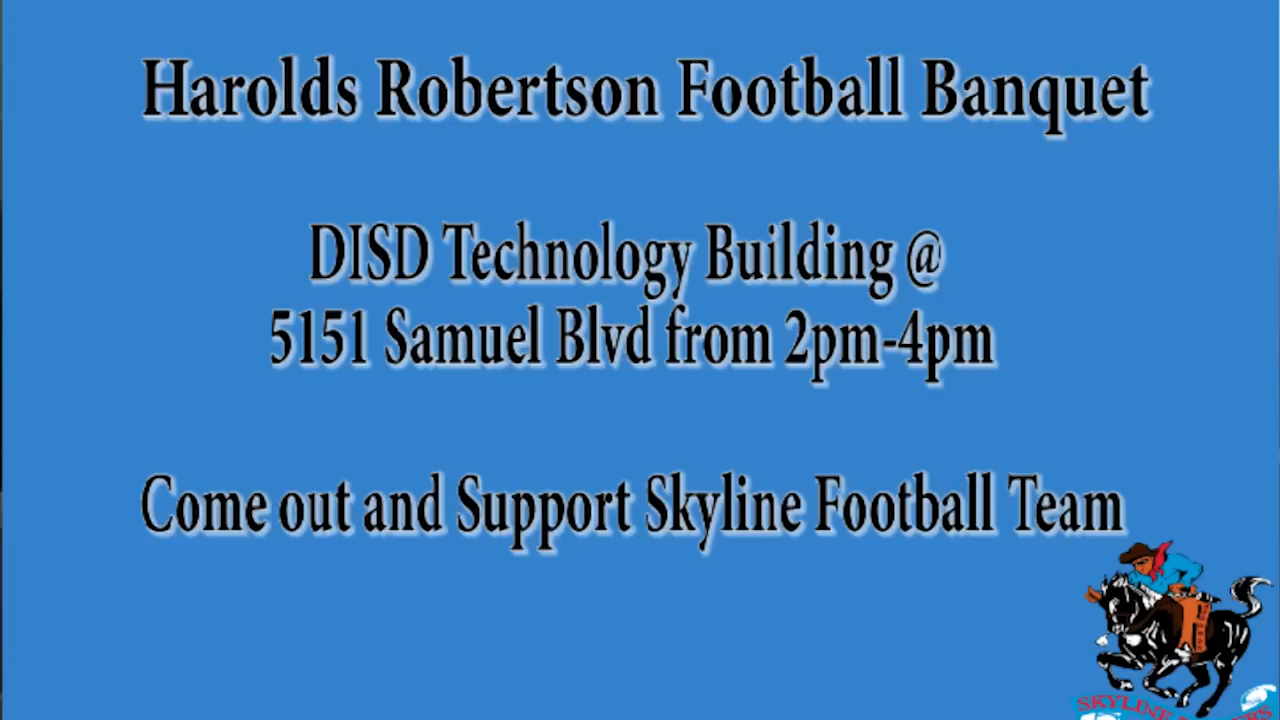 Harolds Robertson Football Banquet
DISD Technology Building @
5151 Samuel Blvd from 2pm-4pm
Come out and Support Skyline Football Team
SKYLINE